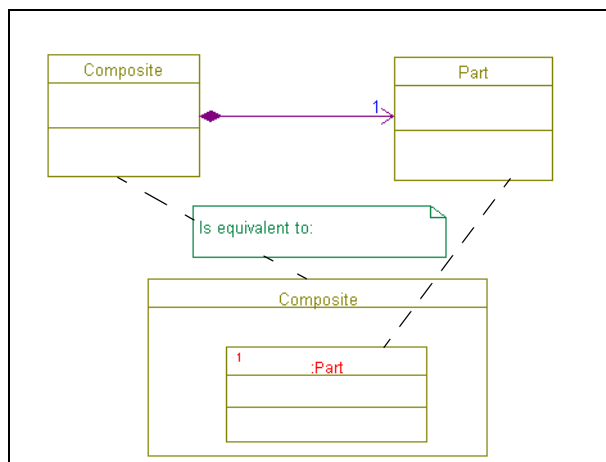 Composite
Part
1
Is equivalent to:
Composite
1
:Part